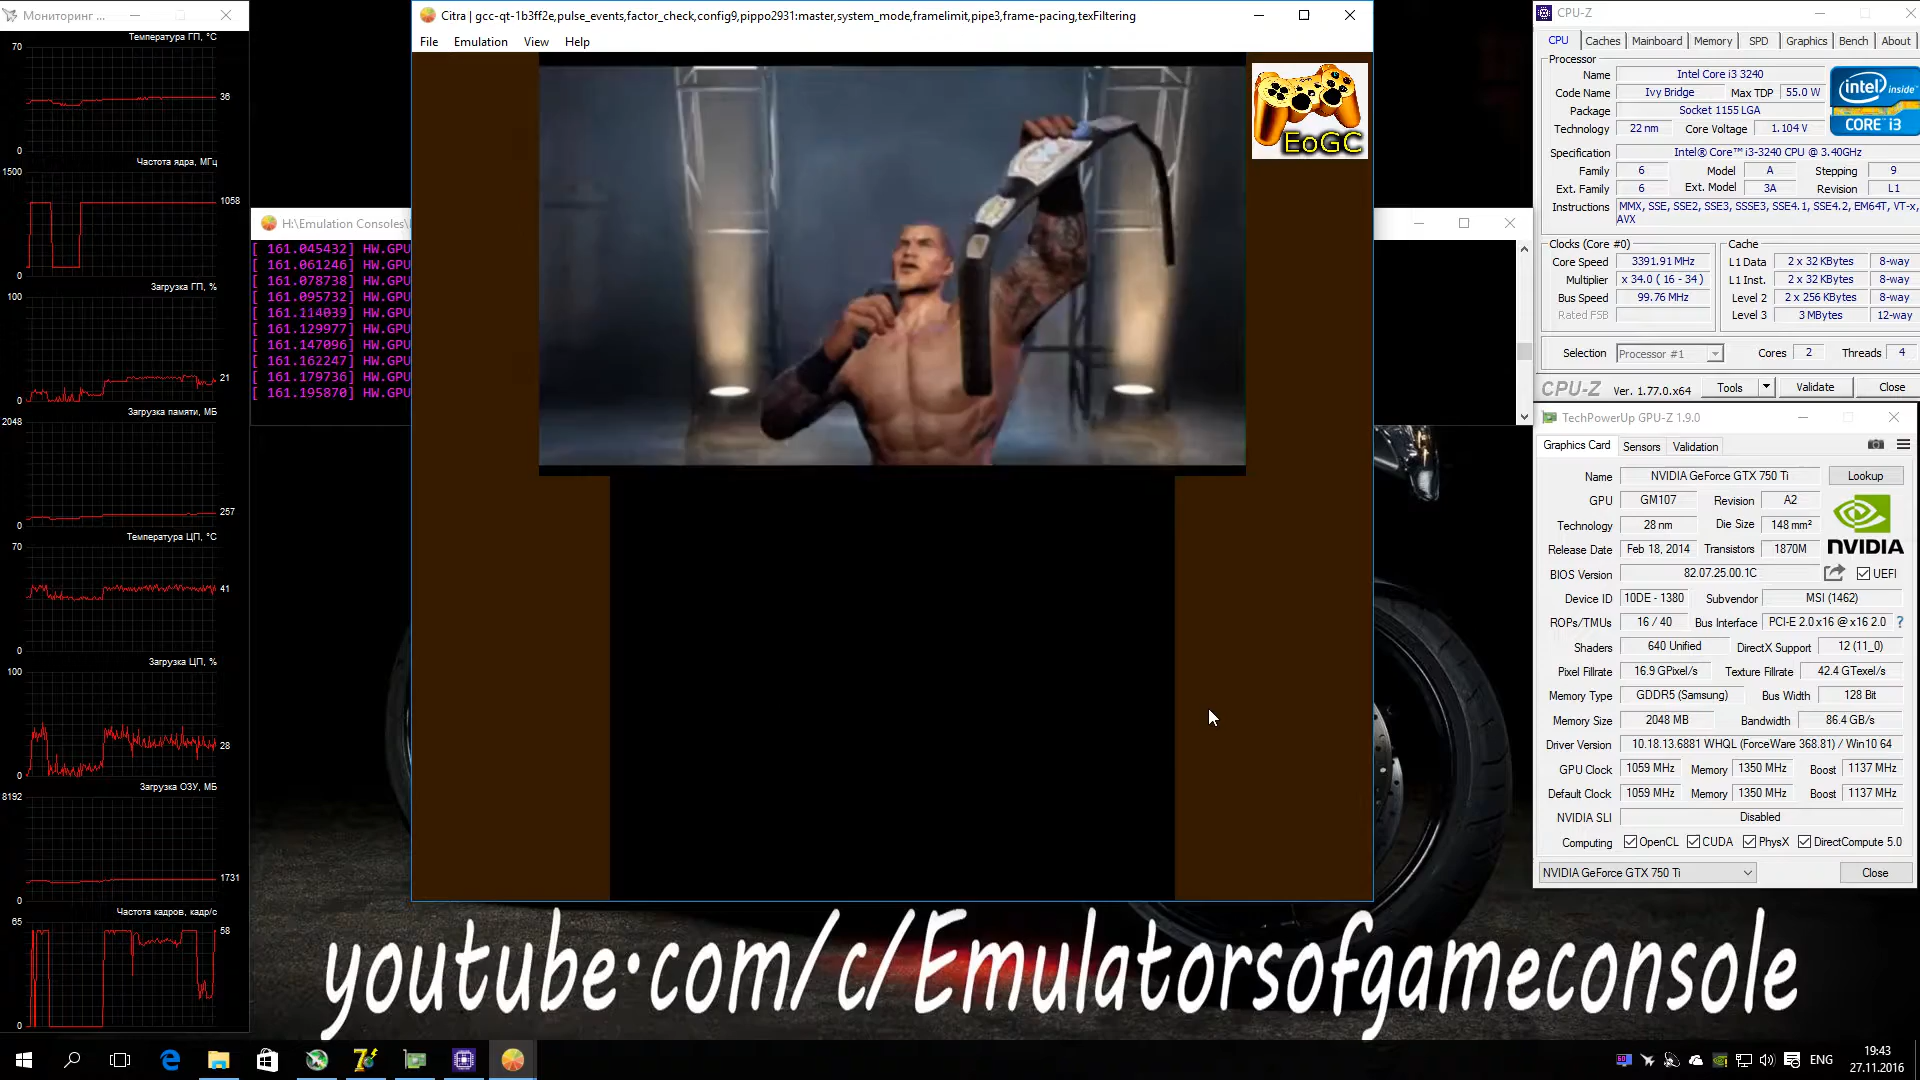 Мониторинг ...
Температура ГП, °C
70
36
0
Частота ядра, МГц
1500
1058
0
Загрузка ГП, %
100
21
0
Загрузка памяти, МБ
2048
257
0
Температура ЦП, °C
70
41
0
Загрузка ЦП, %
100
28
0
Загрузка ОЗУ, МБ
8192
1731
0
Частота кадров, кадр/с
65
58
0
H:\Emulation Consoles\
[ 161.045432] HW.GPU
[ 161.061246] HW.GPU
[ 161.078738] HW.GPU
[ 161.095732] HW.GPU
[ 161.114039] HW.GPU
[ 161.129977] HW.GPU
[ 161.147096] HW.GPU
[ 161.162247] HW.GPU
[ 161.179736] HW.GPU
[ 161.195870] HW.GPU
Citra | gcc-qt-1b3ff2e,pulse_events,factor_check,config9,pippo2931:master,system_mode,framelimit,pipe3,frame-pacing,texFiltering
File Emulation View Help
EoGC
CPU-Z
CPU Caches Mainboard Memory SPD Graphics Bench About
Processor
Name Intel Core i3 3240
Code Name Ivy Bridge Max TDP 55.0 W
Package Socket 1155 LGA
Technology 22 nm Core Voltage 1.104 V
intel inside™
CORE i3
Specification Intel® Core™ i3-3240 CPU @ 3.40GHz
Family 6 Model A Stepping 9
Ext. Family 6 Ext. Model 3A Revision L1
Instructions MMX, SSE, SSE2, SSE3, SSSE3, SSE4.1, SSE4.2, EM64T, VT-x,
AVX
Clocks (Core #0)
Core Speed 3391.91 MHz
Multiplier x 34.0 ( 16 - 34 )
Bus Speed 99.76 MHz
Rated FSB
Cache
L1 Data 2 x 32 KBytes 8-way
L1 Inst. 2 x 32 KBytes 8-way
Level 2 2 x 256 KBytes 8-way
Level 3 3 MBytes 12-way
Selection Processor #1 Cores 2 Threads 4
CPU-Z Ver. 1.77.0.x64 Tools Validate Close
TechPowerUp GPU-Z 1.9.0
Graphics Card Sensors Validation
Name NVIDIA GeForce GTX 750 Ti Lookup
GPU GM107 Revision A2
Technology 28 nm Die Size 148 mm²
Release Date Feb 18, 2014 Transistors 1870M
NVIDIA
BIOS Version 82.07.25.00.1C UEFI
Device ID 10DE - 1380 Subvendor MSI (1462)
ROPs/TMUs 16 / 40 Bus Interface PCI-E 2.0 x16 @ x16 2.0 ?
Shaders 640 Unified DirectX Support 12 (11_0)
Pixel Fillrate 16.9 GPixel/s Texture Fillrate 42.4 GTexel/s
Memory Type GDDR5 (Samsung) Bus Width 128 Bit
Memory Size 2048 MB Bandwidth 86.4 GB/s
Driver Version 10.18.13.6881 WHQL (ForceWare 368.81) / Win10 64
GPU Clock 1059 MHz Memory 1350 MHz Boost 1137 MHz
Default Clock 1059 MHz Memory 1350 MHz Boost 1137 MHz
NVIDIA SLI Disabled
Computing OpenCL CUDA PhysX DirectCompute 5.0
NVIDIA GeForce GTX 750 Ti Close
youtube.com/c/Emulatorsofgameconsole
ENG
19:43
27.11.2016